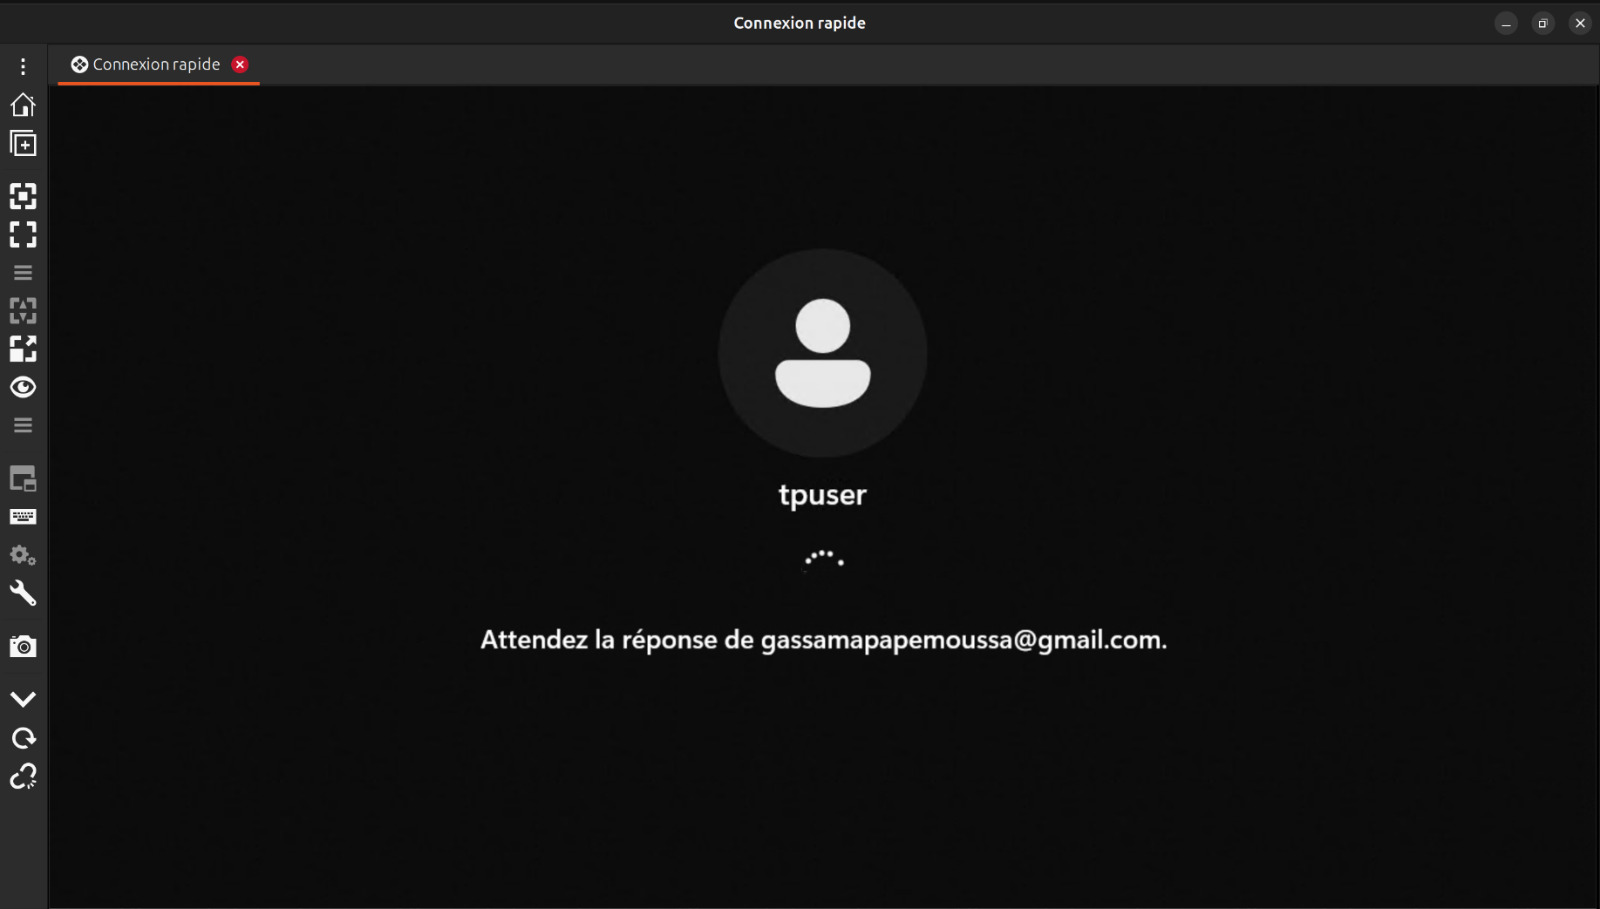 Connexion rapide
Connexion rapide
tpuser
Attendez la réponse de gassamapapemoussa@gmail.com.